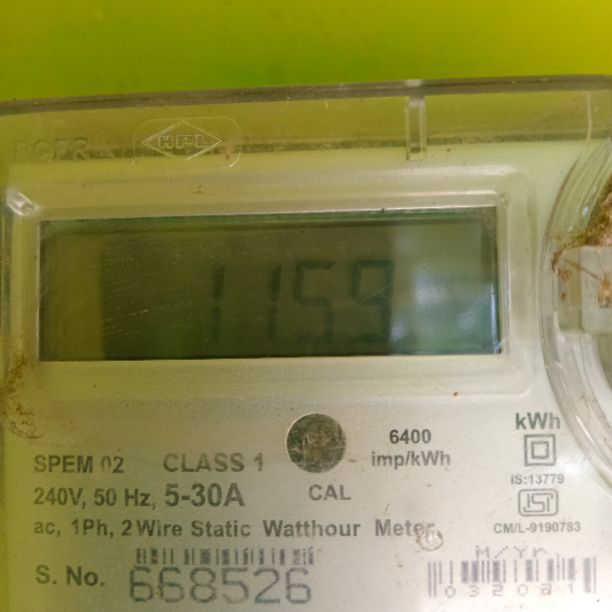 HPL
1159
kWh
6400
imp/kWh
SPEM 02 CLASS 1
IS:13779
240V, 50 Hz, 5-30A CAL
ISI
CM/L-9190783
ac, 1Ph, 2 Wire Static Watthour Meter
M/YR
S. No. 668526